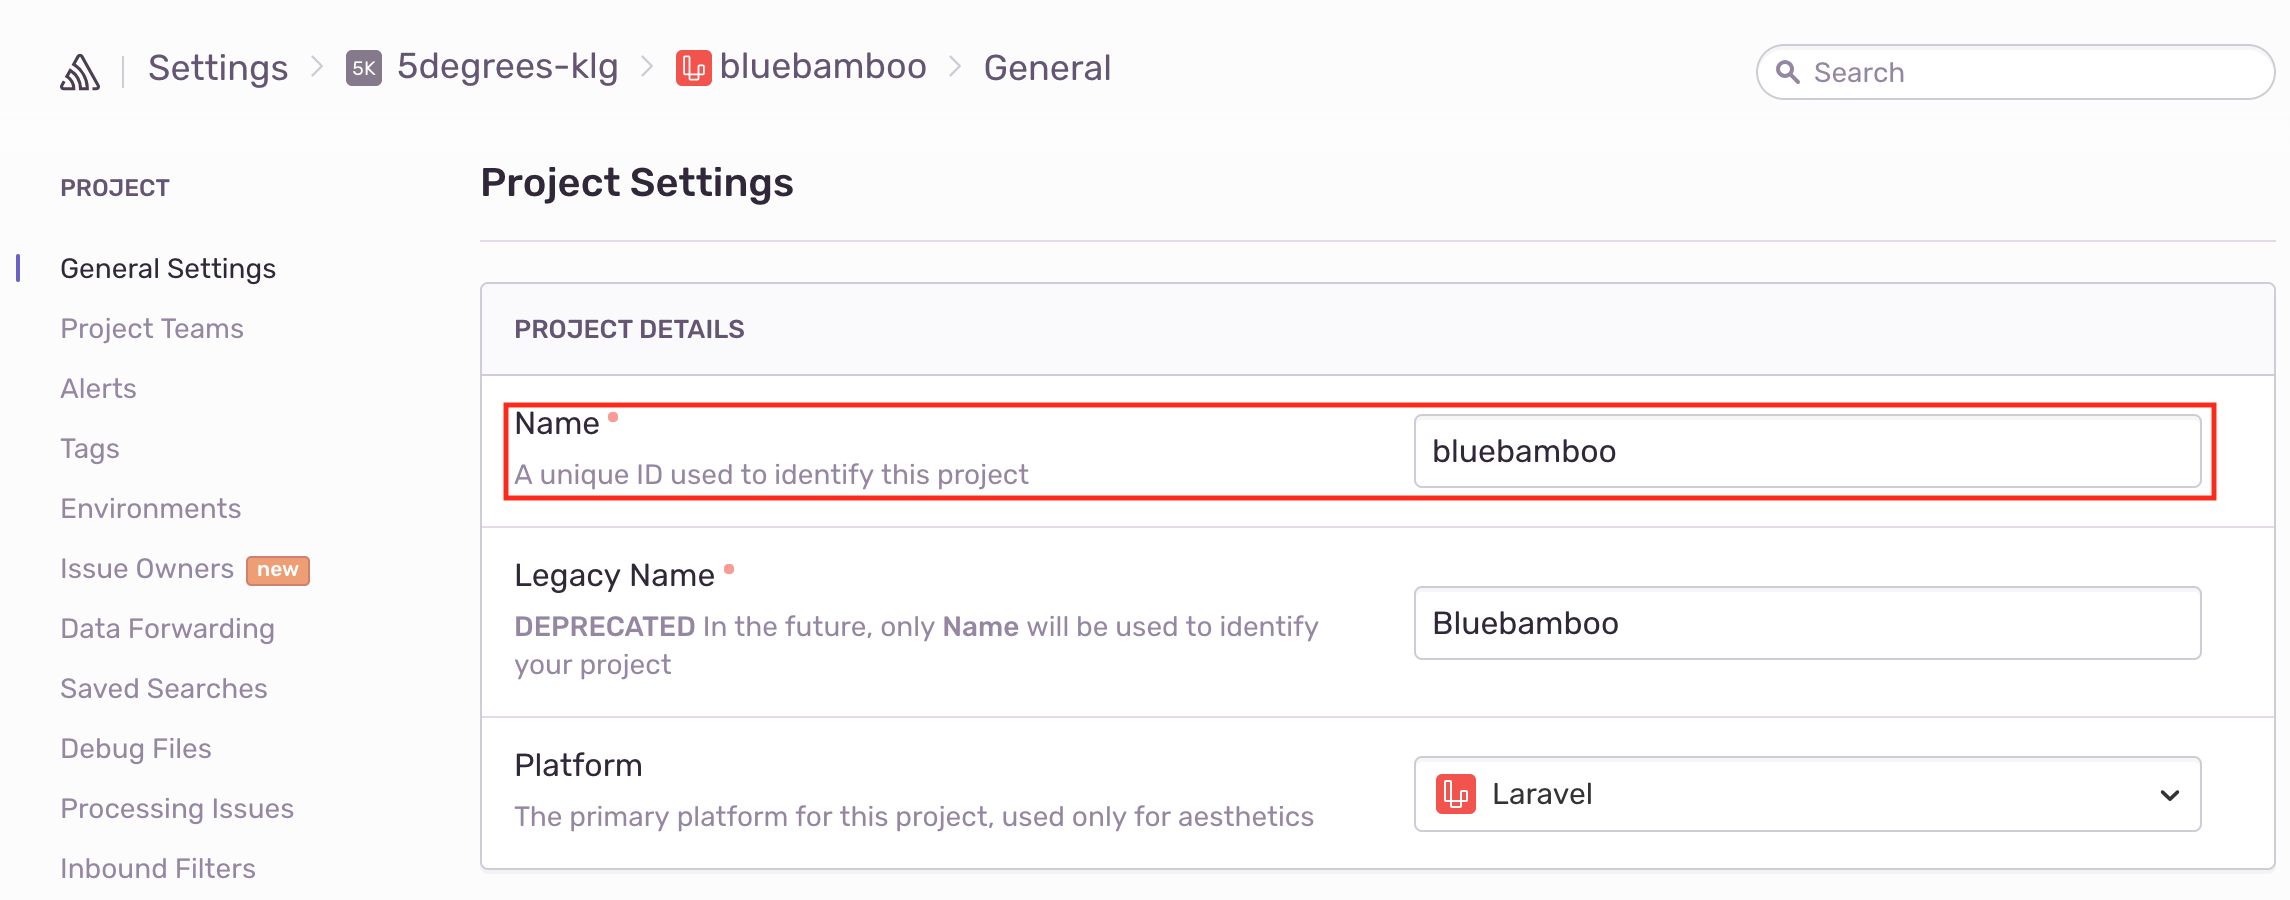 Settings > 5K 5degrees-klg > bluebamboo > General
Search
PROJECT
General Settings
Project Teams
Alerts
Tags
Environments
Issue Owners new
Data Forwarding
Saved Searches
Debug Files
Processing Issues
Inbound Filters
Project Settings
PROJECT DETAILS
Name
A unique ID used to identify this project
bluebamboo
Legacy Name
DEPRECATED In the future, only Name will be used to identify
your project
Bluebamboo
Platform
The primary platform for this project, used only for aesthetics
Laravel